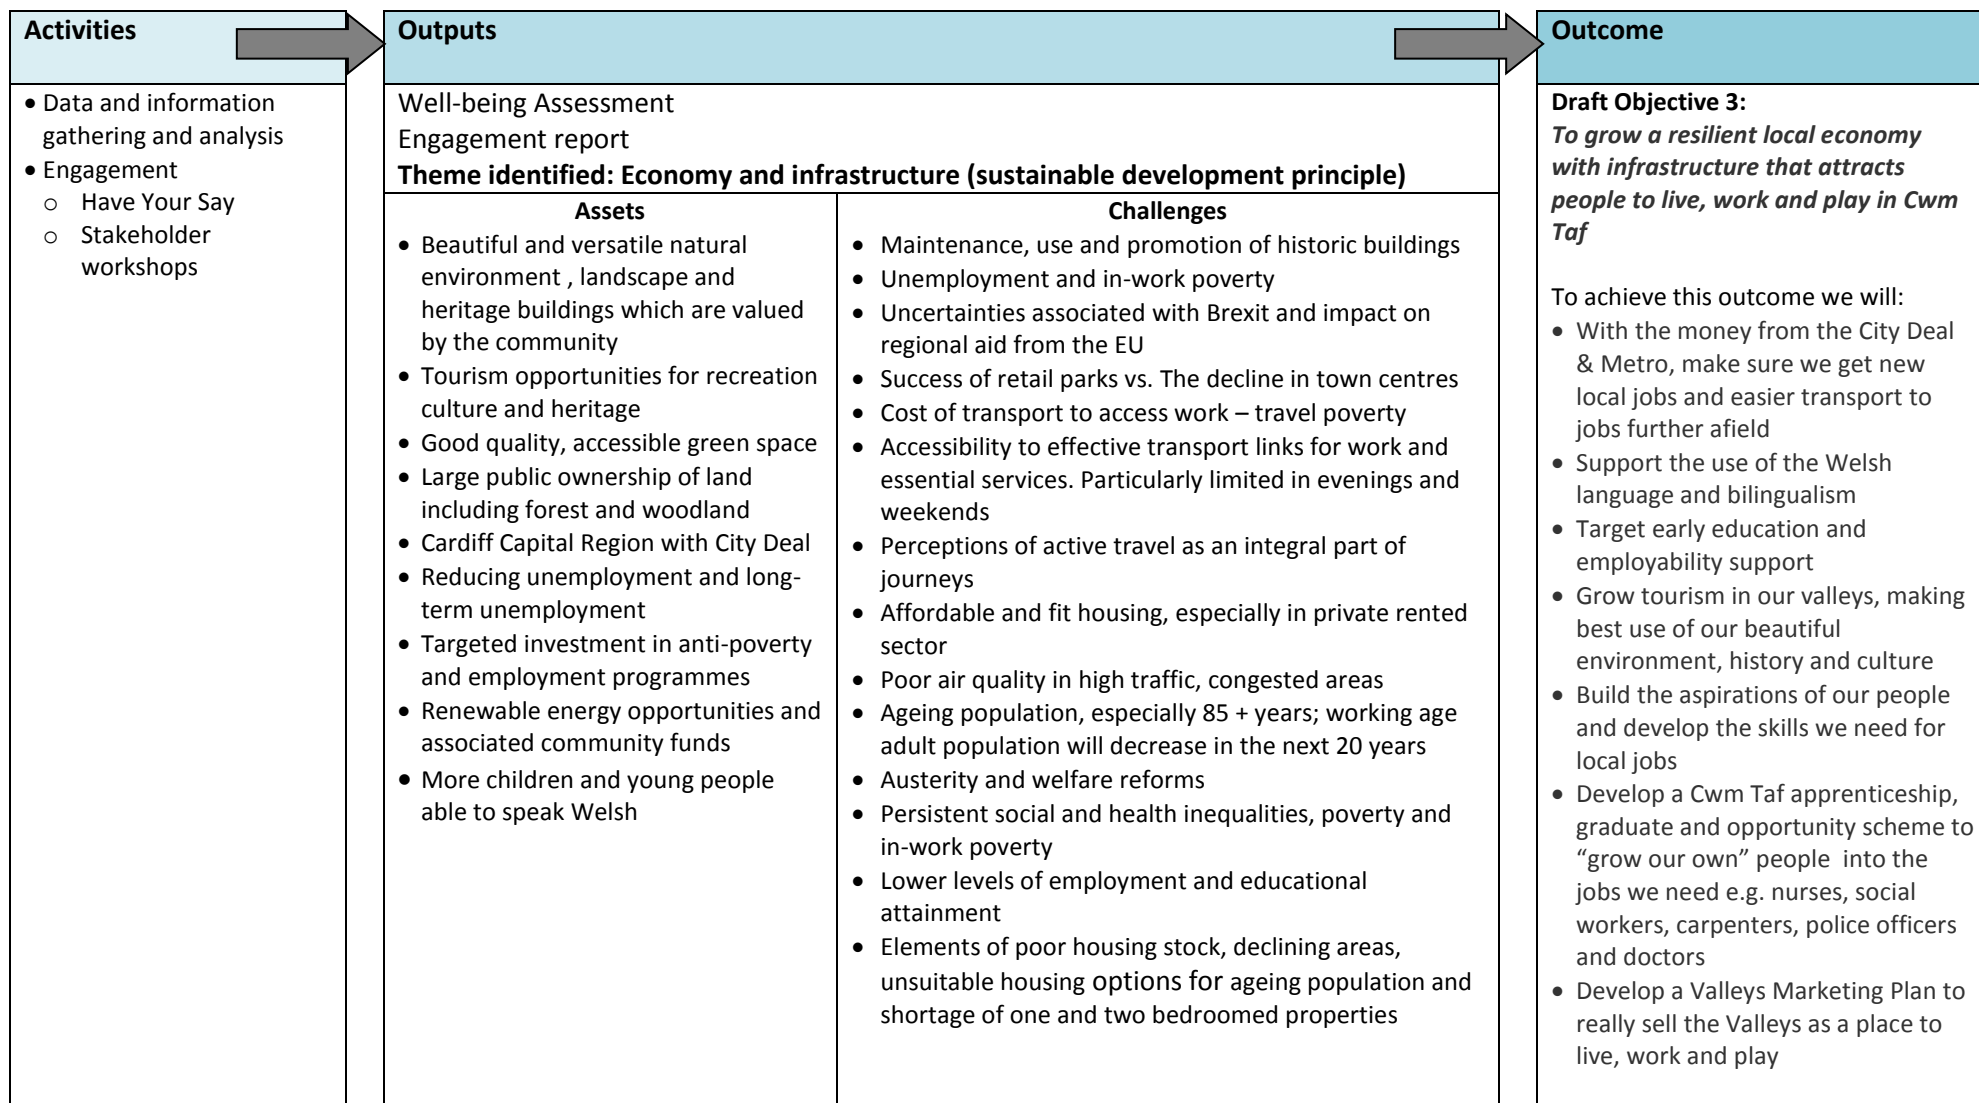 Activities
• Data and information
gathering and analysis
• Engagement
o Have Your Say
o Stakeholder
workshops
Outputs
Well-being Assessment
Engagement report
Theme identified: Economy and infrastructure (sustainable development principle)
Assets
• Beautiful and versatile natural
environment , landscape and
heritage buildings which are valued
by the community
• Tourism opportunities for recreation
culture and heritage
• Good quality, accessible green space
• Large public ownership of land
including forest and woodland
• Cardiff Capital Region with City Deal
• Reducing unemployment and long-
term unemployment
• Targeted investment in anti-poverty
and employment programmes
• Renewable energy opportunities and
associated community funds
• More children and young people
able to speak Welsh
Challenges
• Maintenance, use and promotion of historic buildings
• Unemployment and in-work poverty
• Uncertainties associated with Brexit and impact on
regional aid from the EU
• Success of retail parks vs. The decline in town centres
• Cost of transport to access work – travel poverty
• Accessibility to effective transport links for work and
essential services. Particularly limited in evenings and
weekends
• Perceptions of active travel as an integral part of
journeys
• Affordable and fit housing, especially in private rented
sector
• Poor air quality in high traffic, congested areas
• Ageing population, especially 85 + years; working age
adult population will decrease in the next 20 years
• Austerity and welfare reforms
• Persistent social and health inequalities, poverty and
in-work poverty
• Lower levels of employment and educational
attainment
• Elements of poor housing stock, declining areas,
unsuitable housing options for ageing population and
shortage of one and two bedroomed properties
Outcome
Draft Objective 3:
To grow a resilient local economy
with infrastructure that attracts
people to live, work and play in Cwm
Taf
To achieve this outcome we will:
• With the money from the City Deal
& Metro, make sure we get new
local jobs and easier transport to
jobs further afield
• Support the use of the Welsh
language and bilingualism
• Target early education and
employability support
• Grow tourism in our valleys, making
best use of our beautiful
environment, history and culture
• Build the aspirations of our people
and develop the skills we need for
local jobs
• Develop a Cwm Taf apprenticeship,
graduate and opportunity scheme to
“grow our own” people into the
jobs we need e.g. nurses, social
workers, carpenters, police officers
and doctors
• Develop a Valleys Marketing Plan to
really sell the Valleys as a place to
live, work and play